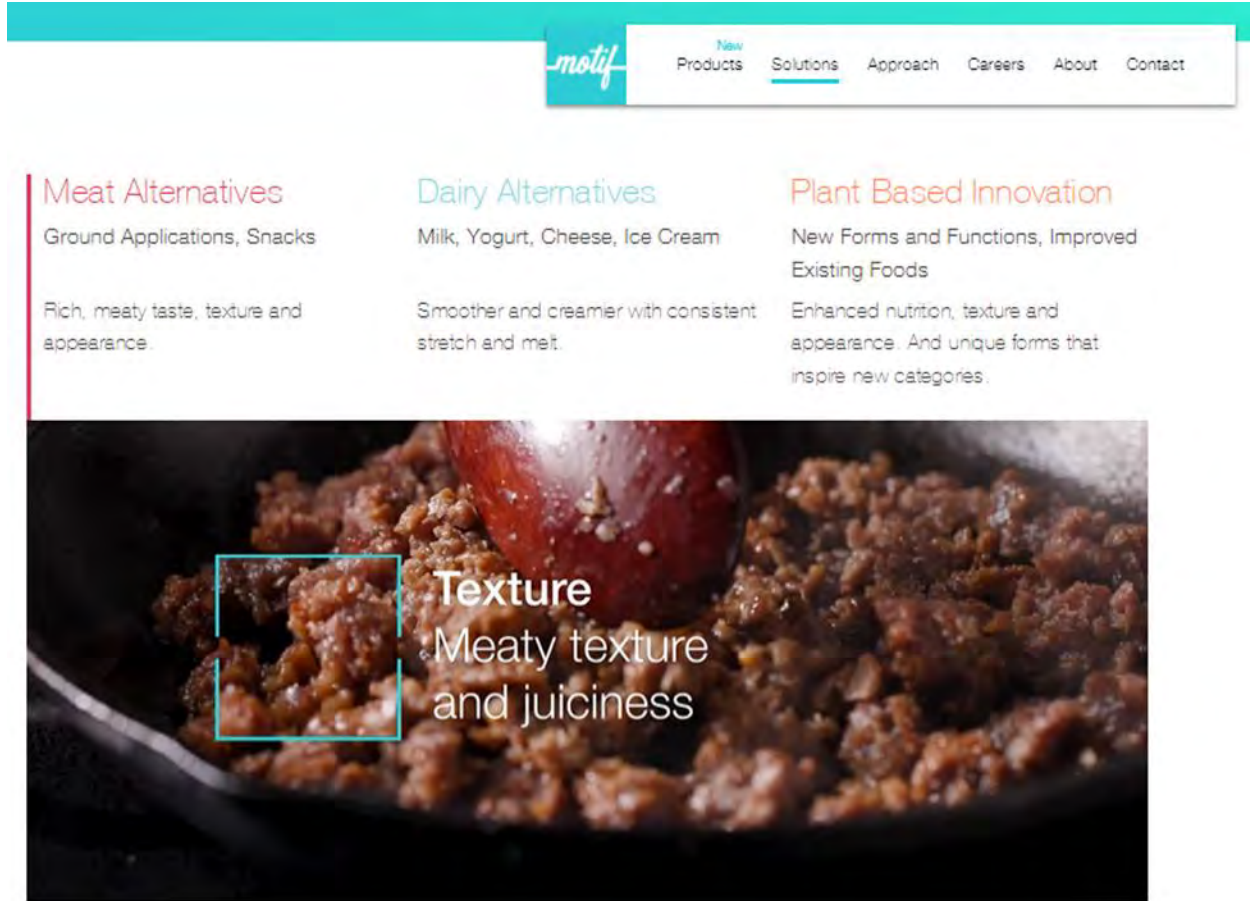 motif
New
Products Solutions Approach Careers About Contact
Meat Alternatives
Ground Applications, Snacks
Rich, meaty taste, texture and
appearance.
Dairy Alternatives
Milk, Yogurt, Cheese, Ice Cream
Smoother and creamier with consistent
stretch and melt.
Plant Based Innovation
New Forms and Functions, Improved
Existing Foods
Enhanced nutrition, texture and
appearance. And unique forms that
inspire new categories.
Texture
Meaty texture
and juiciness